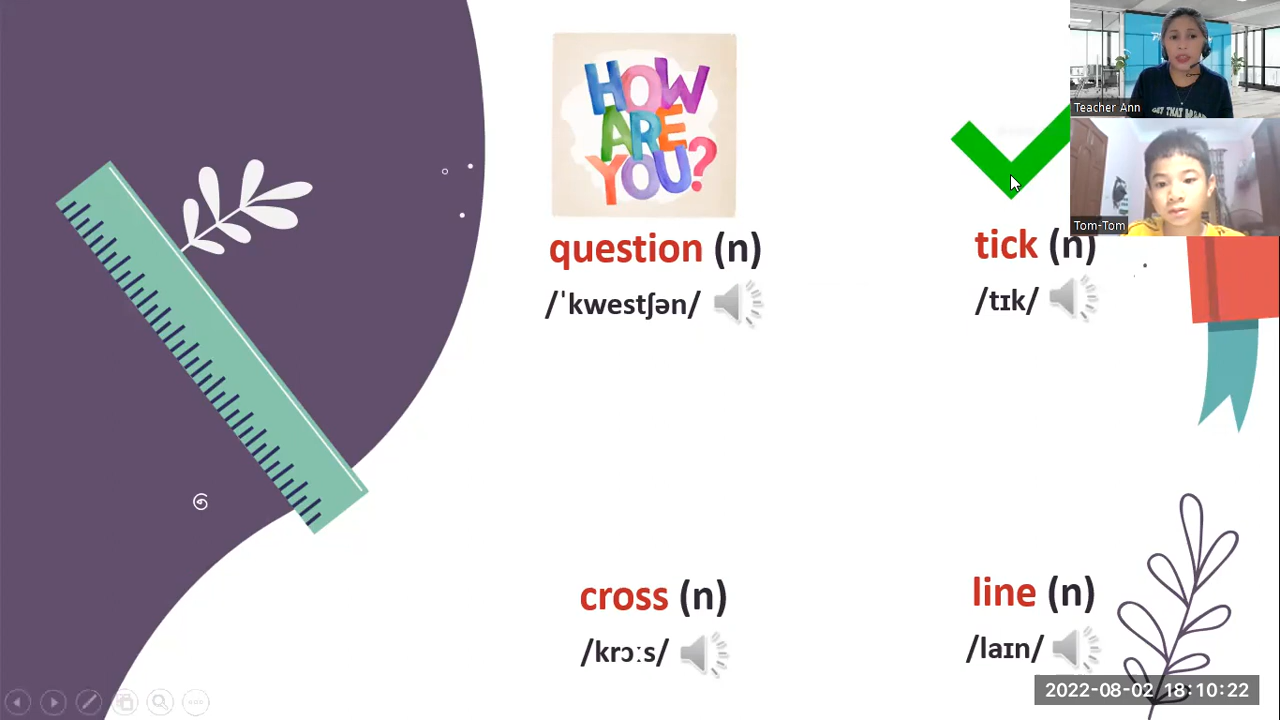 HOW
ARE
YOU?
Teacher Ann
Tom-Tom
question (n)
/ˈkwestʃən/
tick (n)
/tɪk/
cross (n)
/krɔːs/
line (n)
/laɪn/
2022-08-02 18:10:22